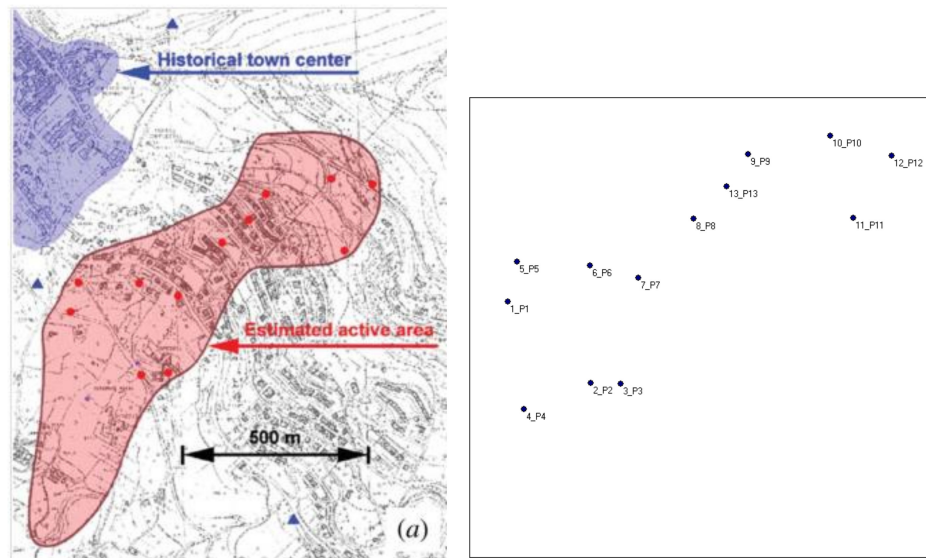 Historical town center
Estimated active area
500 m
(a)
10_P10
9_P9
12_P12
13_P13
8_P8
11_P11
5_P5
6_P6
7_P7
1_P1
2_P2
3_P3
4_P4